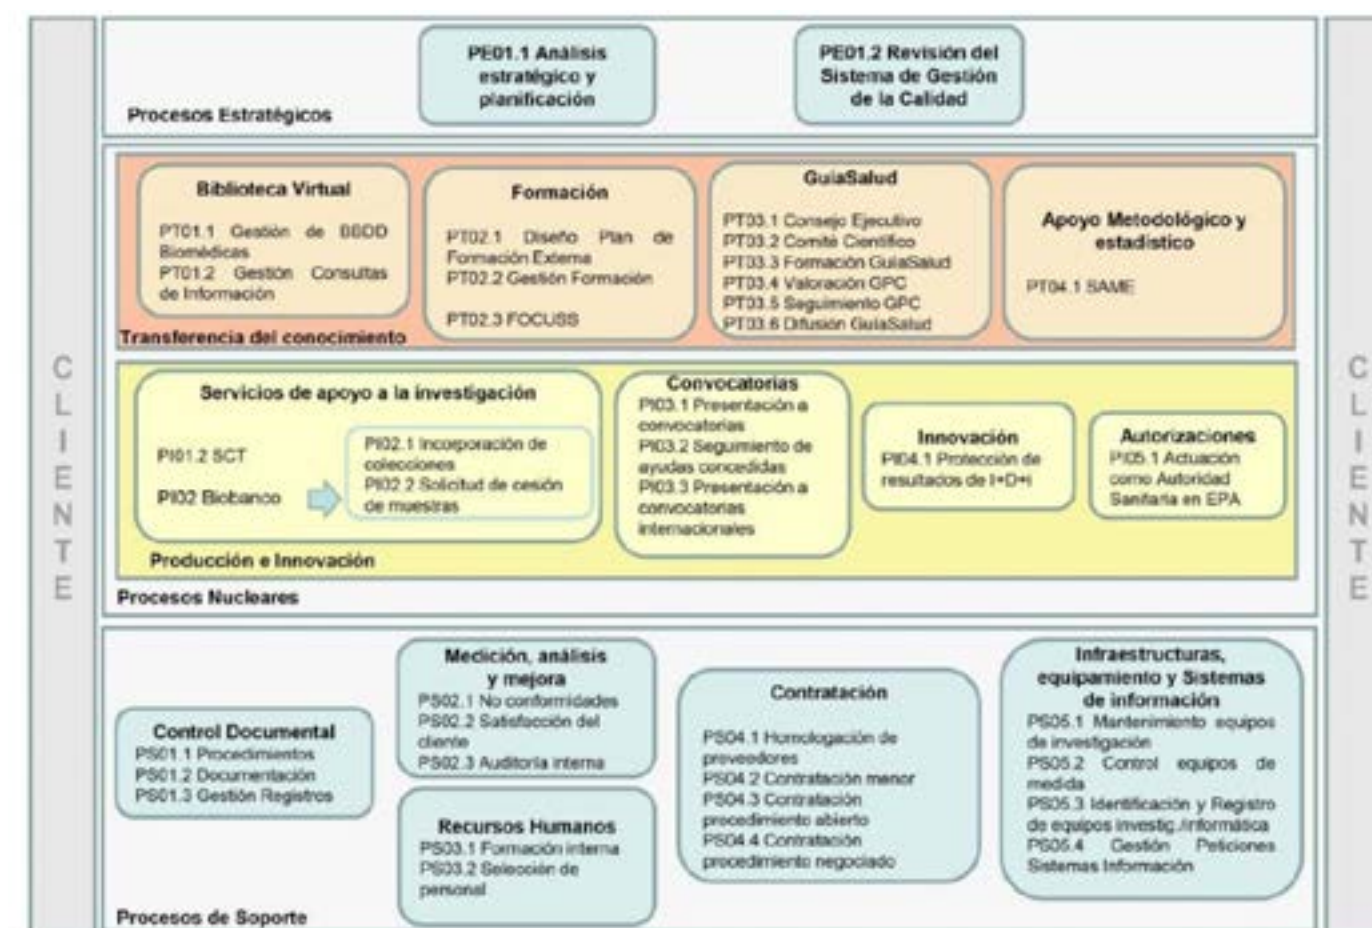 CLIENTE
PE01.1 Análisis
estratégico y
planificación
PE01.2 Revisión del
Sistema de Gestión
de la Calidad
Procesos Estratégicos
Biblioteca Virtual
PT01.1 Gestión de BBDD
Biomédicas
PT01.2 Gestión Consultas
de Información
Formación
PT02.1 Diseño Plan de
Formación Externa
PT02.2 Gestión Formación
PT02.3 FOCUSS
GuiaSalud
PT03.1 Consejo Ejecutivo
PT03.2 Comité Científico
PT03.3 Formación GuiaSalud
PT03.4 Valoración GPC
PT03.5 Seguimiento GPC
PT03.6 Difusión GuiaSalud
Apoyo Metodológico y
estadístico
PT04.1 SAME
Transferencia del conocimiento
Servicios de apoyo a la investigación
PI01.2 SCT
PI02 Biobanco
PI02.1 Incorporación de
colecciones
PI02.2 Solicitud de cesión
de muestras
Convocatorias
PI03.1 Presentación a
convocatorias
PI03.2 Seguimiento de
ayudas concedidas
PI03.3 Presentación a
convocatorias
internacionales
Innovación
PI04.1 Protección de
resultados de I+D+i
Autorizaciones
PI05.1 Actuación
como Autoridad
Sanitaria en EPA
Producción e Innovación
Procesos Nucleares
Control Documental
PS01.1 Procedimientos
PS01.2 Documentación
PS01.3 Gestión Registros
Medición, análisis
y mejora
PS02.1 No conformidades
PS02.2 Satisfacción del
cliente
PS02.3 Auditoría interna
Recursos Humanos
PS03.1 Formación interna
PS03.2 Selección de
personal
Contratación
PS04.1 Homologación de
proveedores
PS04.2 Contratación menor
PS04.3 Contratación
procedimiento abierto
PS04.4 Contratación
procedimiento negociado
Infraestructuras,
equipamiento y Sistemas
de información
PS05.1 Mantenimiento equipos
de investigación
PS05.2 Control equipos de
medida
PS05.3 Identificación y Registro
de equipos investig./informática
PS05.4 Gestión Peticiones
Sistemas Información
Procesos de Soporte
CLIENTE